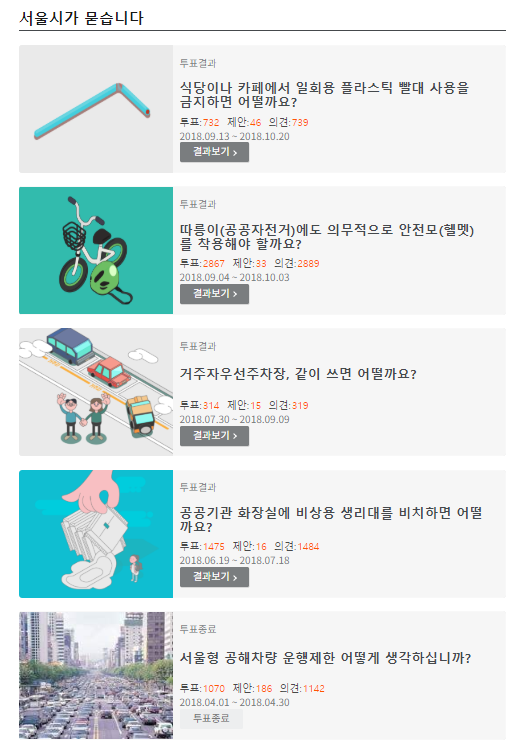 서울시가 묻습니다
투표결과
식당이나 카페에서 일회용 플라스틱 빨대 사용을
금지하면 어떨까요?
투표:732 제안:46 의견:739
2018.09.13 ~ 2018.10.20
결과보기 >
투표결과
따릉이(공공자전거)에도 의무적으로 안전모(헬멧)
를 착용해야 할까요?
투표:2867 제안:33 의견:2889
2018.09.04 ~ 2018.10.03
결과보기 >
투표결과
거주자우선주차장, 같이 쓰면 어떨까요?
투표:314 제안:15 의견:319
2018.07.30 ~ 2018.09.09
결과보기 >
투표결과
공공기관 화장실에 비상용 생리대를 비치하면 어떨
까요?
투표:1475 제안:16 의견:1484
2018.06.19 ~ 2018.07.18
결과보기 >
투표종료
서울형 공해차량 운행제한 어떻게 생각하십니까?
투표:1070 제안:186 의견:1142
2018.04.01 ~ 2018.04.30
투표종료